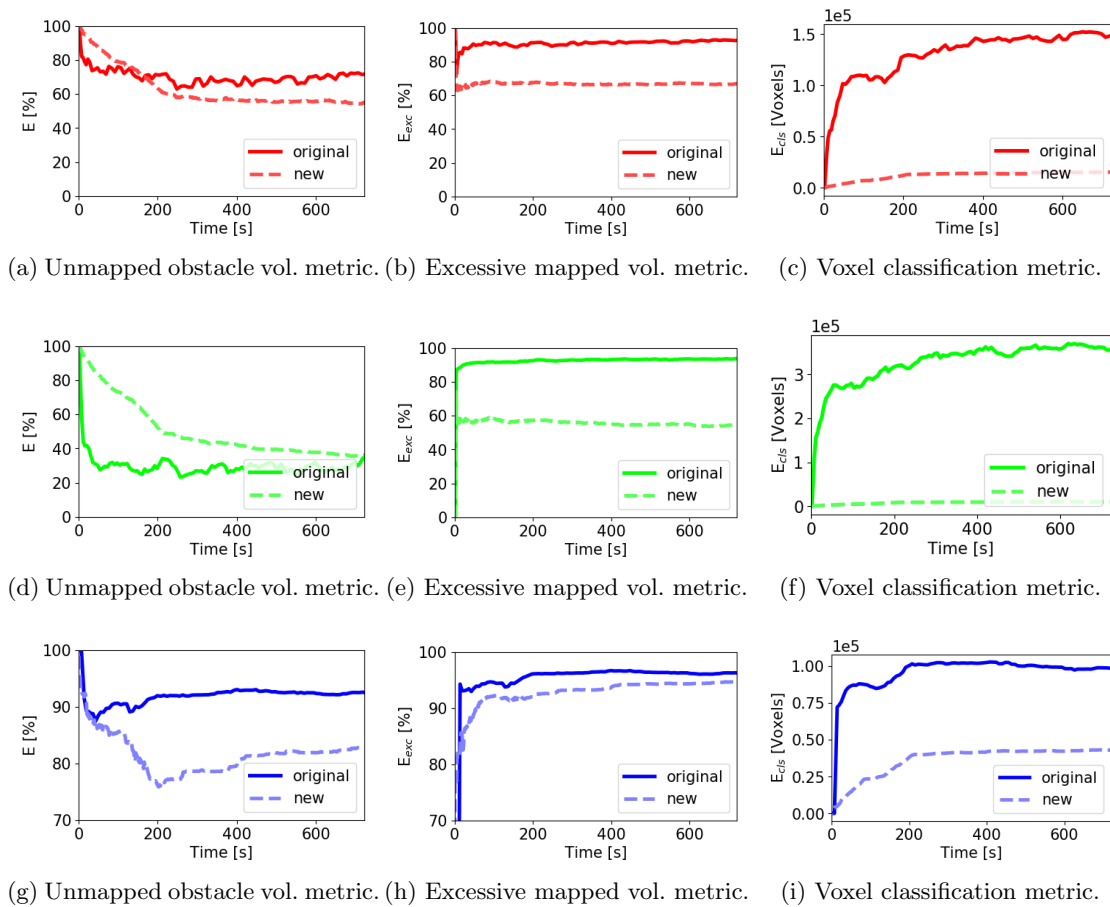 100
80
60
40
20
0
E [%]
original
new
0 200 400 600
Time [s]
100
80
60
40
20
0
E_exc [%]
original
new
0 200 400 600
Time [s]
1e5
1.5
1.0
0.5
0.0
E_cls [Voxels]
original
new
0 200 400 600
Time [s]
(a) Unmapped obstacle vol. metric. (b) Excessive mapped vol. metric. (c) Voxel classification metric.
100
80
60
40
20
0
E [%]
original
new
0 200 400 600
Time [s]
100
80
60
40
20
0
E_exc [%]
original
new
0 200 400 600
Time [s]
1e5
3
2
1
0
E_cls [Voxels]
original
new
0 200 400 600
Time [s]
(d) Unmapped obstacle vol. metric. (e) Excessive mapped vol. metric. (f) Voxel classification metric.
100
90
80
70
E [%]
original
new
0 200 400 600
Time [s]
100
90
80
70
E_exc [%]
original
new
0 200 400 600
Time [s]
1e5
1.00
0.75
0.50
0.25
0.00
E_cls [Voxels]
original
new
0 200 400 600
Time [s]
(g) Unmapped obstacle vol. metric. (h) Excessive mapped vol. metric. (i) Voxel classification metric.